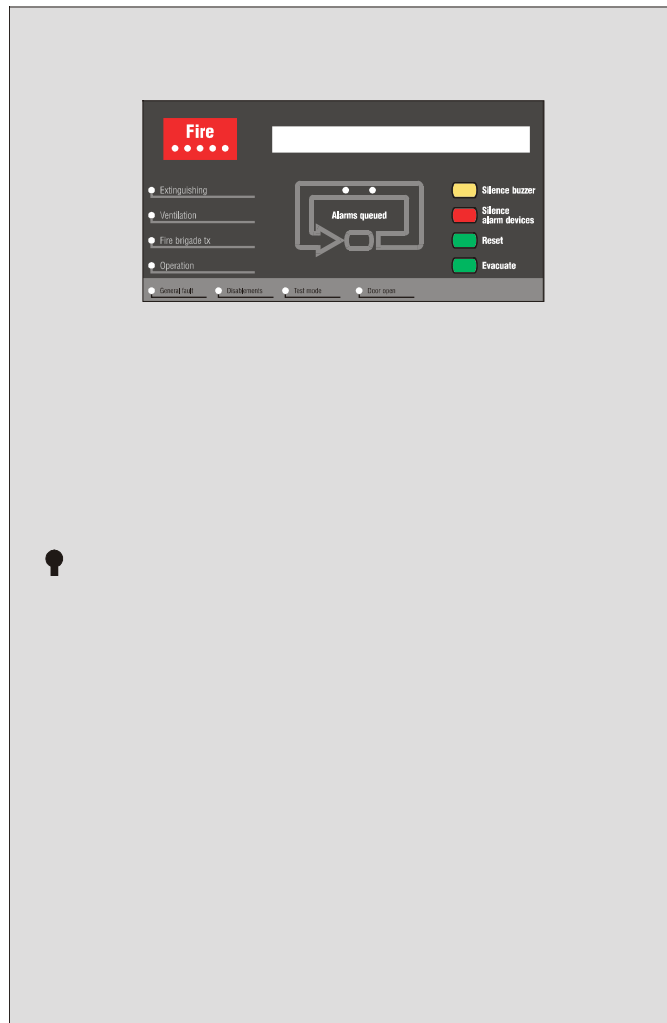 Fire
Extinguishing
Ventilation
Fire brigade tx
Operation
Alarms queued
Silence buzzer
Silence
alarm devices
Reset
Evacuate
General fault
Disablements
Test mode
Door open